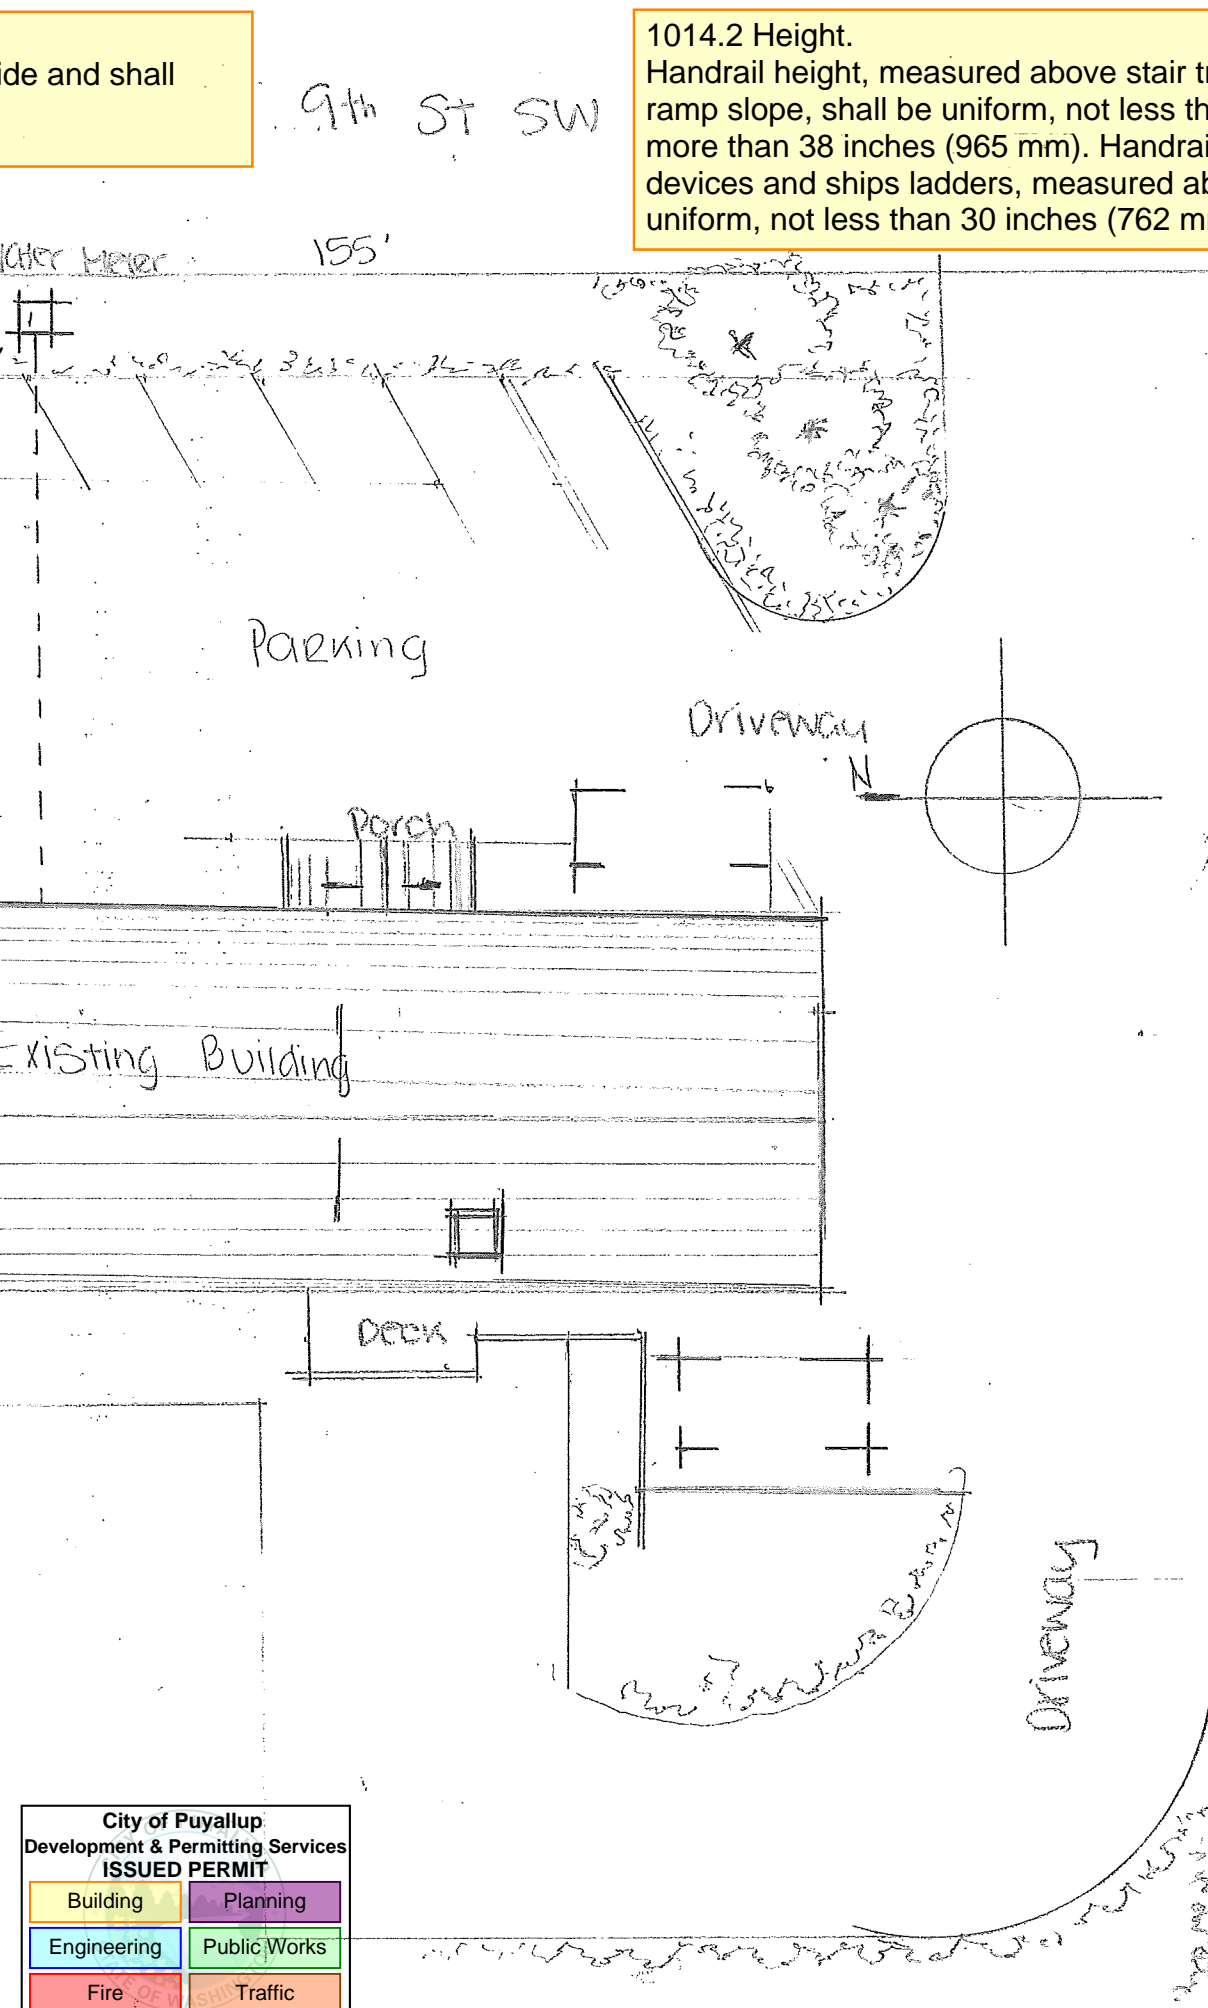 ide and shall
1014.2 Height.
Handrail height, measured above stair tr
ramp slope, shall be uniform, not less th
more than 38 inches (965 mm). Handrai
devices and ships ladders, measured ab
uniform, not less than 30 inches (762 m
9th ST SW
Water Meter
155'
Parking
Driveway
N
Porch
Existing Building
Deck
Driveway
City of Puyallup
Development & Permitting Services
ISSUED PERMIT
Building
Planning
Engineering
Public Works
Fire
Traffic